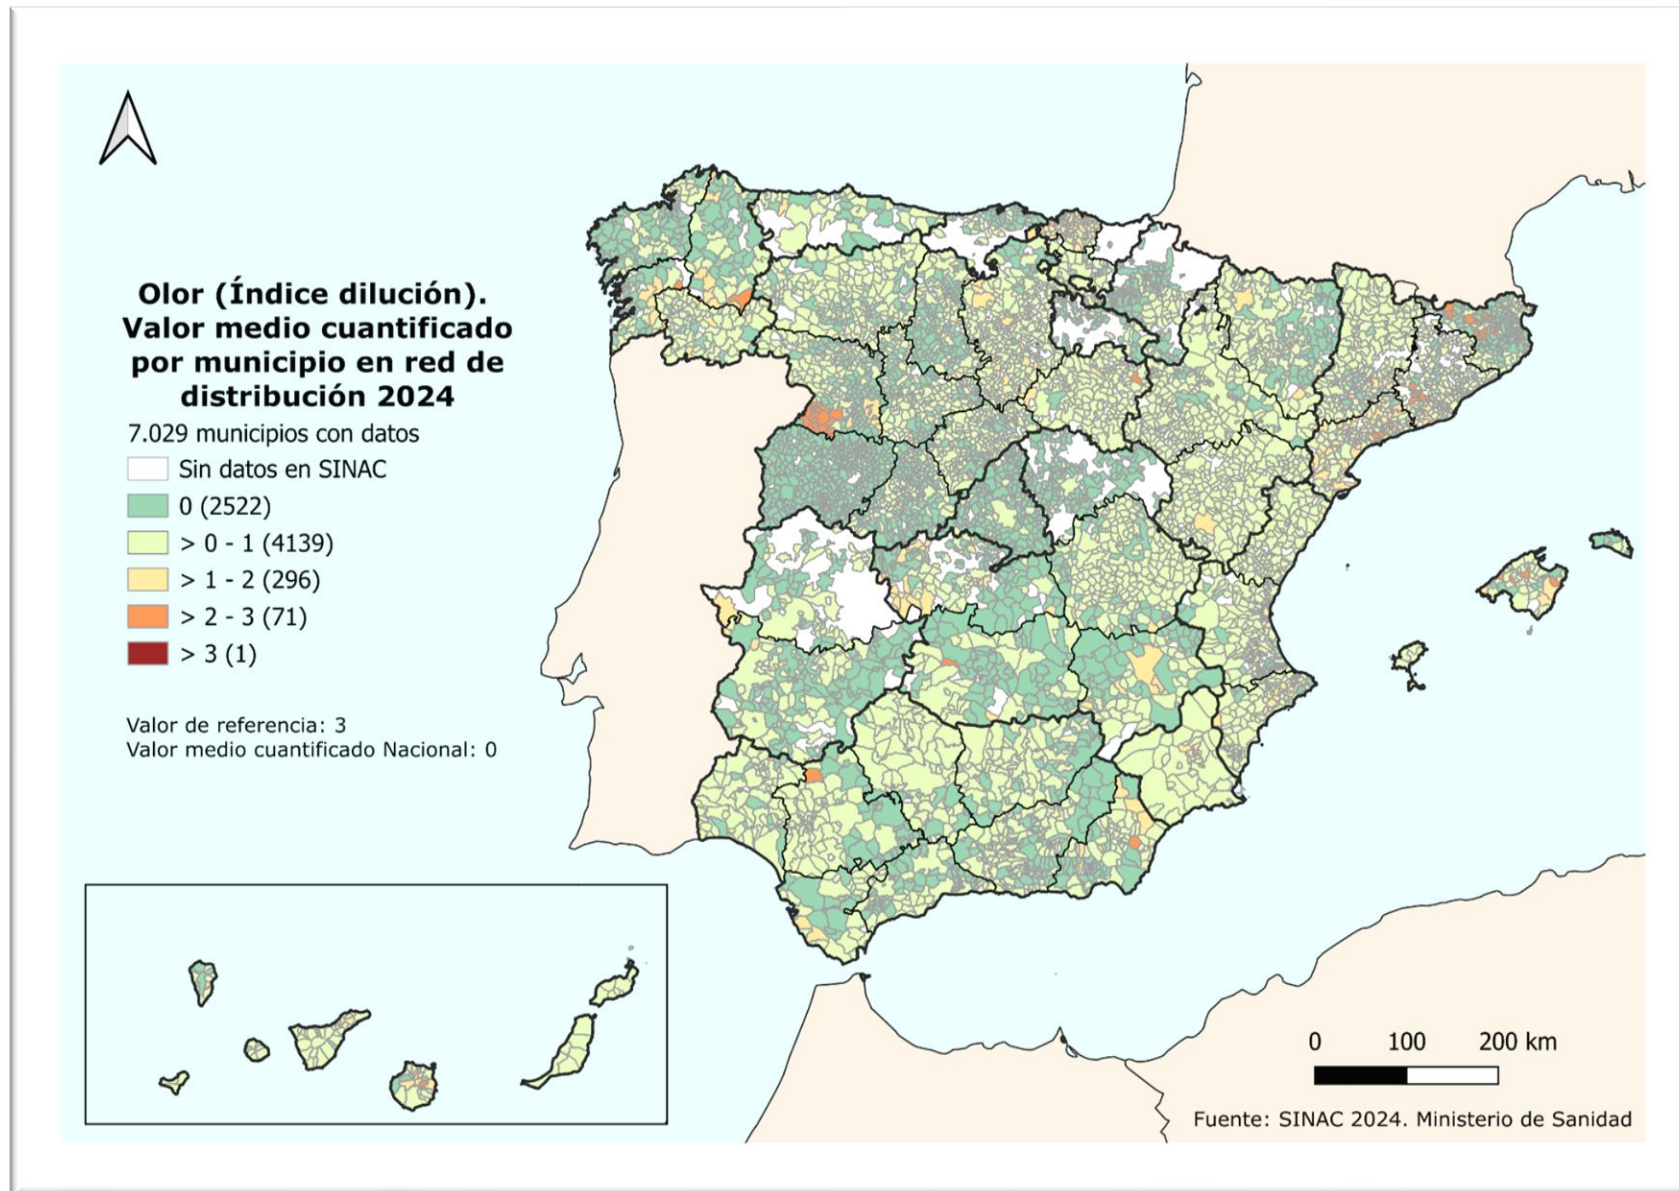 Olor (Índice dilución).
Valor medio cuantificado
por municipio en red de
distribución 2024
7.029 municipios con datos
Sin datos en SINAC
0 (2522)
> 0 - 1 (4139)
> 1 - 2 (296)
> 2 - 3 (71)
> 3 (1)
Valor de referencia: 3
Valor medio cuantificado Nacional: 0
0 100 200 km
Fuente: SINAC 2024. Ministerio de Sanidad